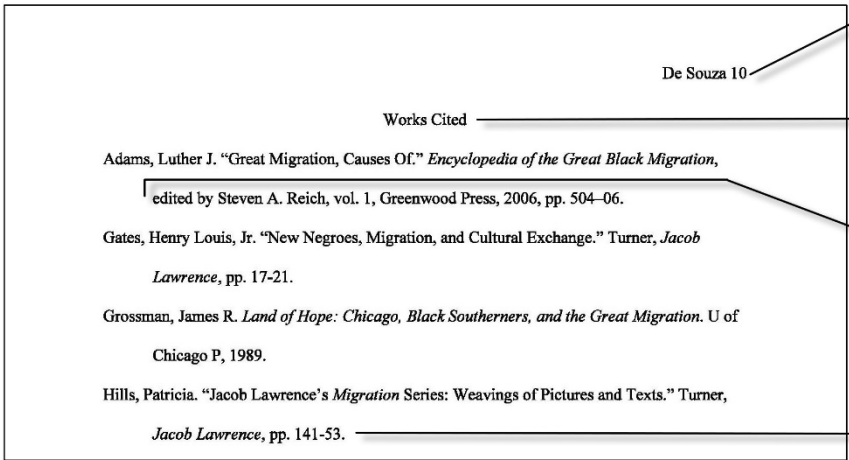 De Souza 10
Works Cited
Adams, Luther J. “Great Migration, Causes Of.” Encyclopedia of the Great Black Migration,
edited by Steven A. Reich, vol. 1, Greenwood Press, 2006, pp. 504–06.
Gates, Henry Louis, Jr. “New Negroes, Migration, and Cultural Exchange.” Turner, Jacob
Lawrence, pp. 17-21.
Grossman, James R. Land of Hope: Chicago, Black Southerners, and the Great Migration. U of
Chicago P, 1989.
Hills, Patricia. “Jacob Lawrence’s Migration Series: Weavings of Pictures and Texts.” Turner,
Jacob Lawrence, pp. 141-53.